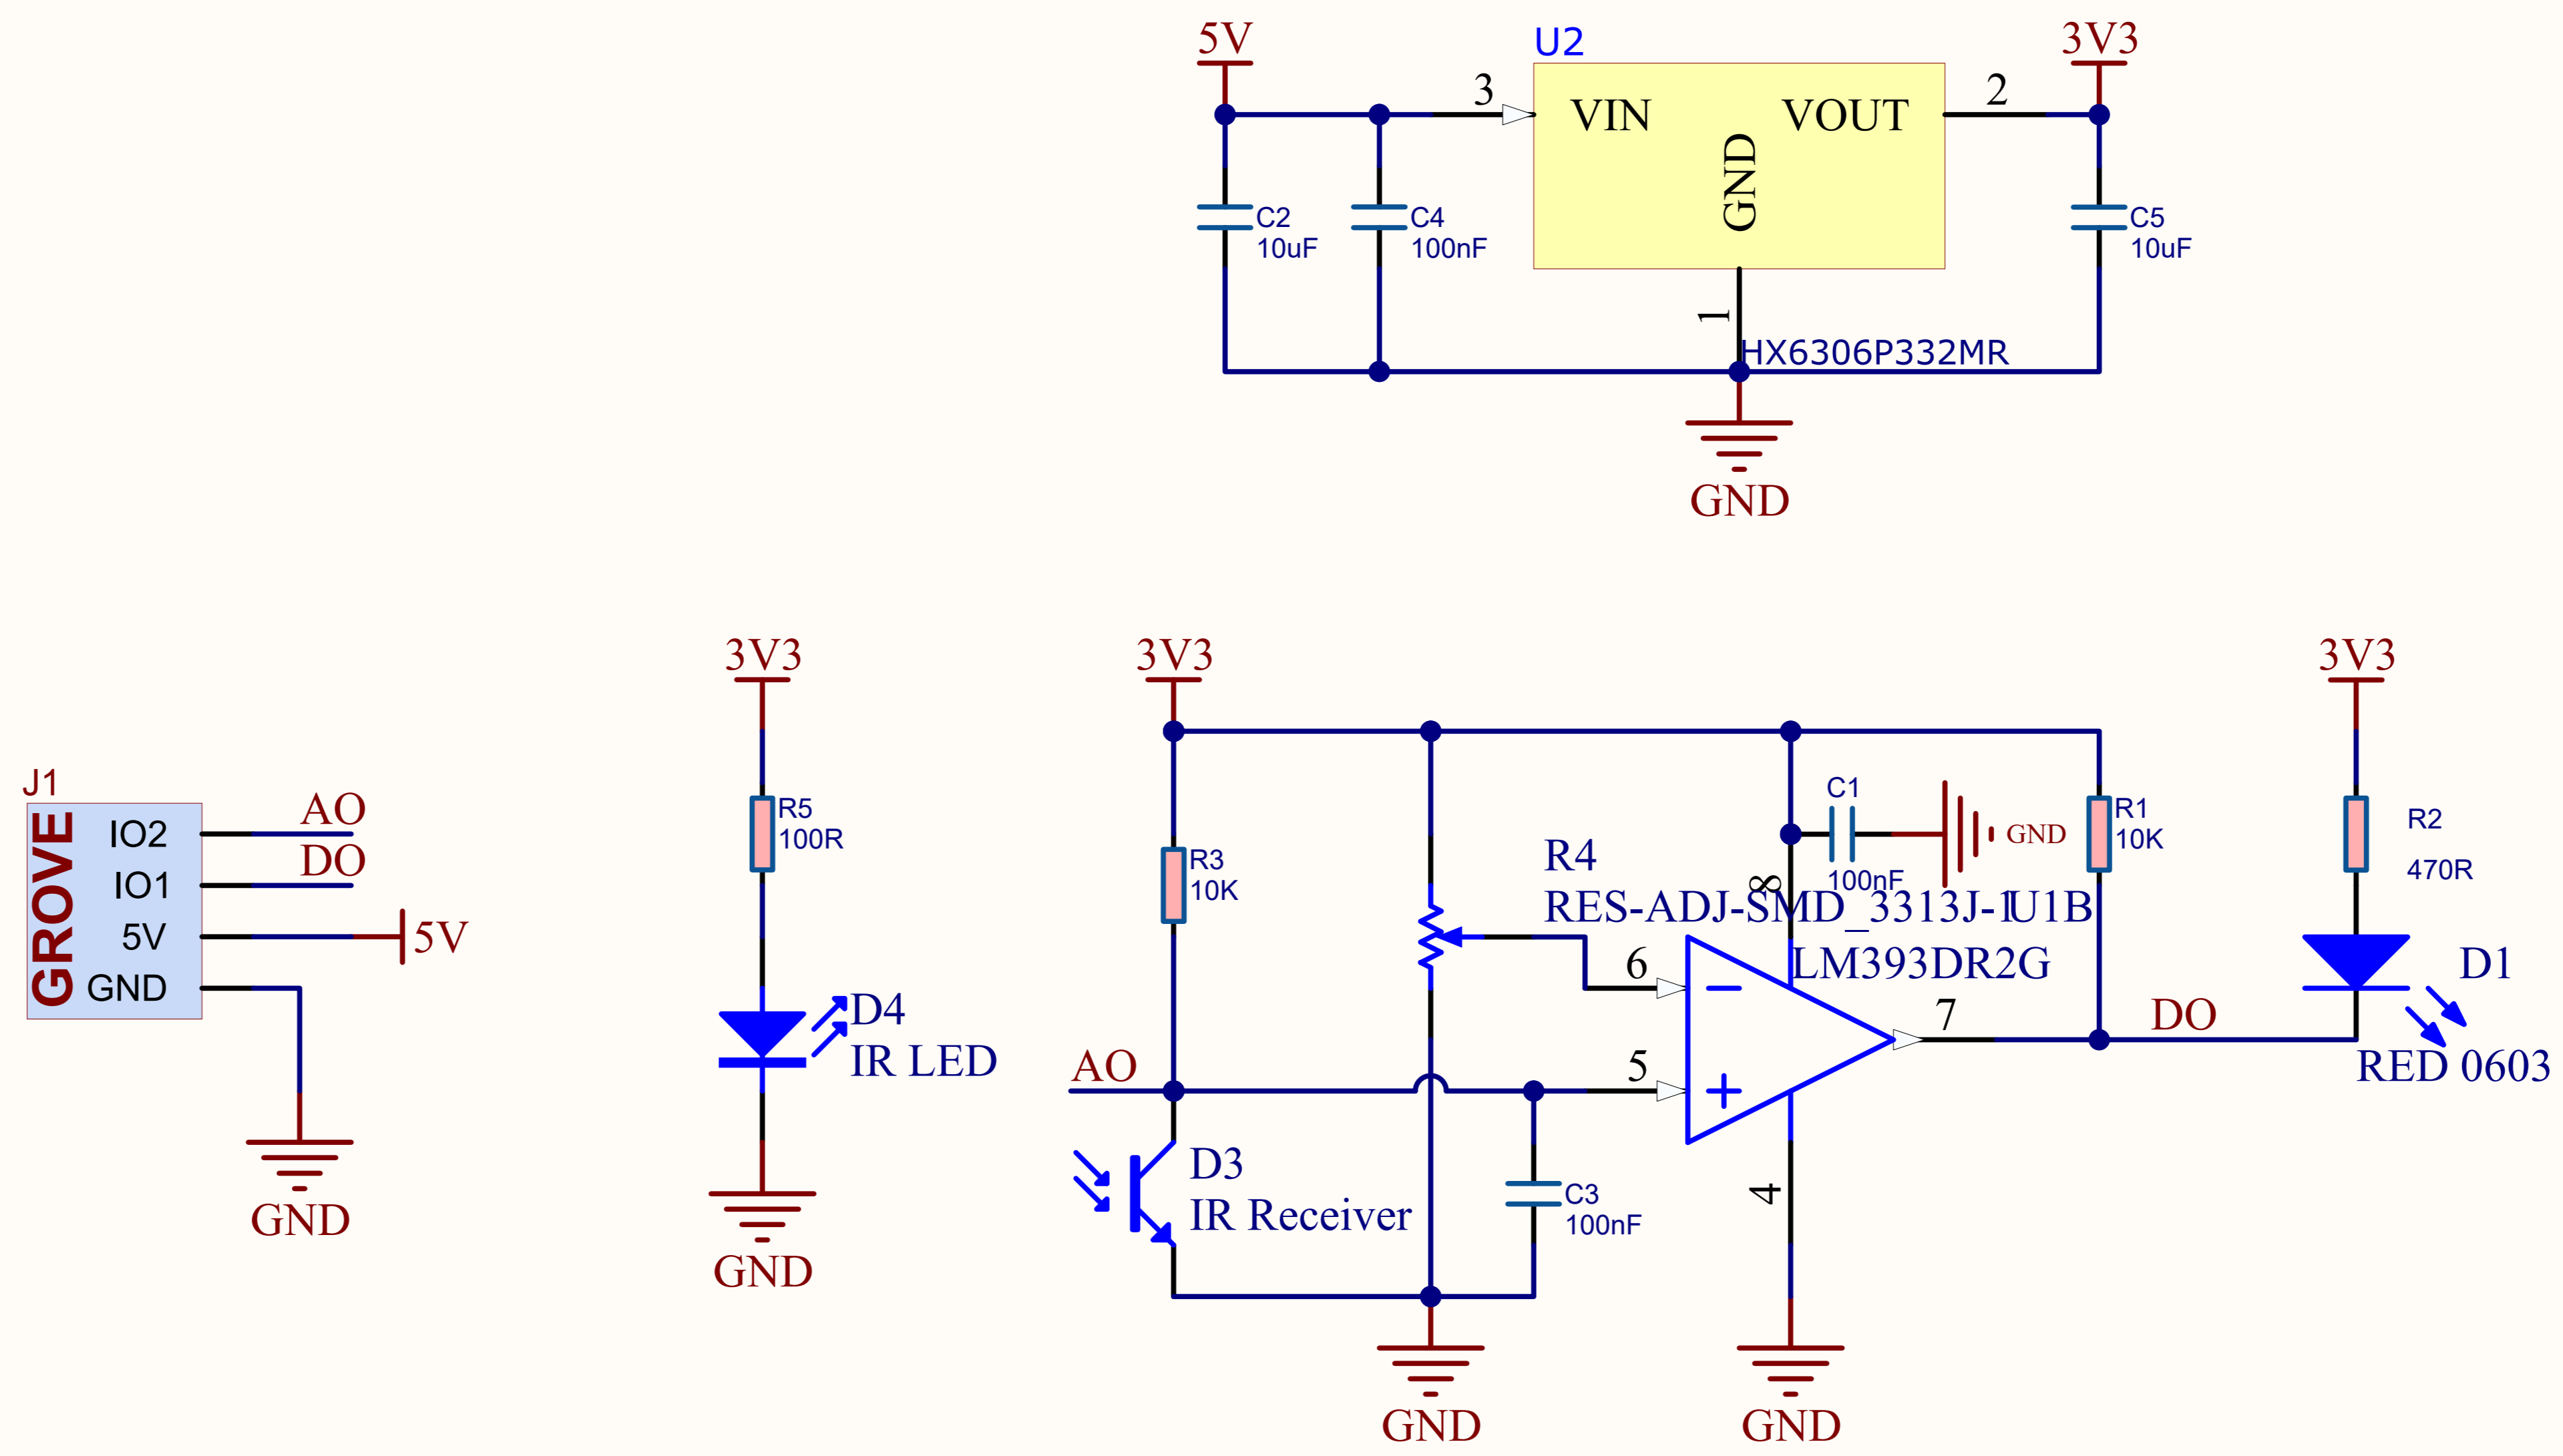 5V
U2
3V3
3
VIN
VOUT
2
GND
C2
10uF
C4
100nF
C5
10uF
1
HX6306P332MR
GND
3V3
3V3
3V3
J1
GROVE
IO2
AO
IO1
DO
5V
5V
GND
GND
R5
100R
D4
IR LED
GND
R3
10K
R4
RES-ADJ-SMD_3313J-1
U1B
LM393DR2G
C1
100nF
GND
8
R1
10K
R2
470R
6
5
7
4
AO
DO
D1
RED 0603
D3
IR Receiver
C3
100nF
GND
GND